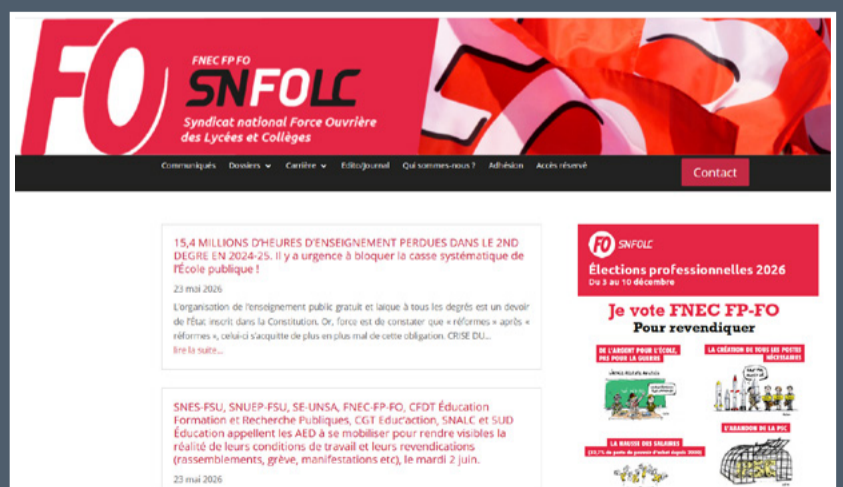 FO
FNEC FP FO
SNFOLC
Syndicat national Force Ouvrière
des Lycées et Collèges
Communiqués Dossiers Carrière Edito/Journal Qui sommes-nous ? Adhésion Accès réservé Contact
15,4 MILLIONS D'HEURES D'ENSEIGNEMENT PERDUES DANS LE 2ND
DEGRE EN 2024-25. Il y a urgence à bloquer la casse systématique de
l'École publique !
23 mai 2026
L'organisation de l'enseignement public gratuit et laïque à tous les degrés est un devoir
de l'État inscrit dans la Constitution. Or, force est de constater que « réformes » après «
réformes », celui-ci s'acquitte de plus en plus mal de cette obligation. CRISE DU...
lire la suite...
SNES-FSU, SNUEP-FSU, SE-UNSA, FNEC-FP-FO, CFDT Éducation
Formation et Recherche Publiques, CGT Educ'action, SNALC et SUD
Éducation appellent les AED à se mobiliser pour rendre visibles la
réalité de leurs conditions de travail et leurs revendications
(rassemblements, grève, manifestations etc), le mardi 2 juin.
23 mai 2026
FO SNFOLC
Élections professionnelles 2026
Du 3 au 10 décembre
Je vote FNEC FP-FO
Pour revendiquer
DE L'ARGENT POUR L'ÉCOLE,
PAS POUR LA GUERRE
LA CRÉATION DE TOUS LES POSTES
NÉCESSAIRES
LA HAUSSE DES SALAIRES
L'ABANDON DE LA PSC